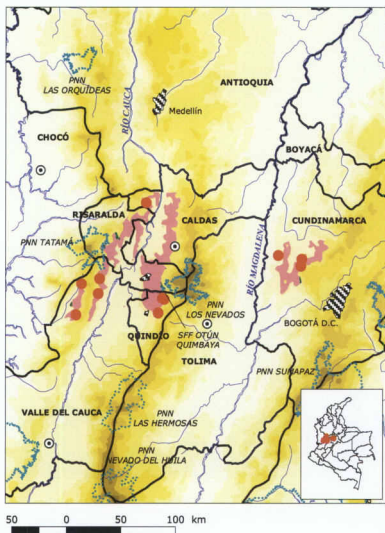 PNN
LAS ORQUÍDEAS
ANTIOQUIA
RÍO CAUCA
Medellín
CHOCÓ
BOYACÁ
RISARALDA
CALDAS
CUNDINAMARCA
PNN TATAMÁ
RÍO MAGDALENA
PNN
LOS NEVADOS
SFF OTÚN
QUIMBAYA
QUINDÍO
BOGOTÁ D.C.
TOLIMA
PNN SUMAPAZ
VALLE DEL CAUCA
PNN
LAS HERMOSAS
PNN
NEVADO DEL HUILA
50 0 50 100 km